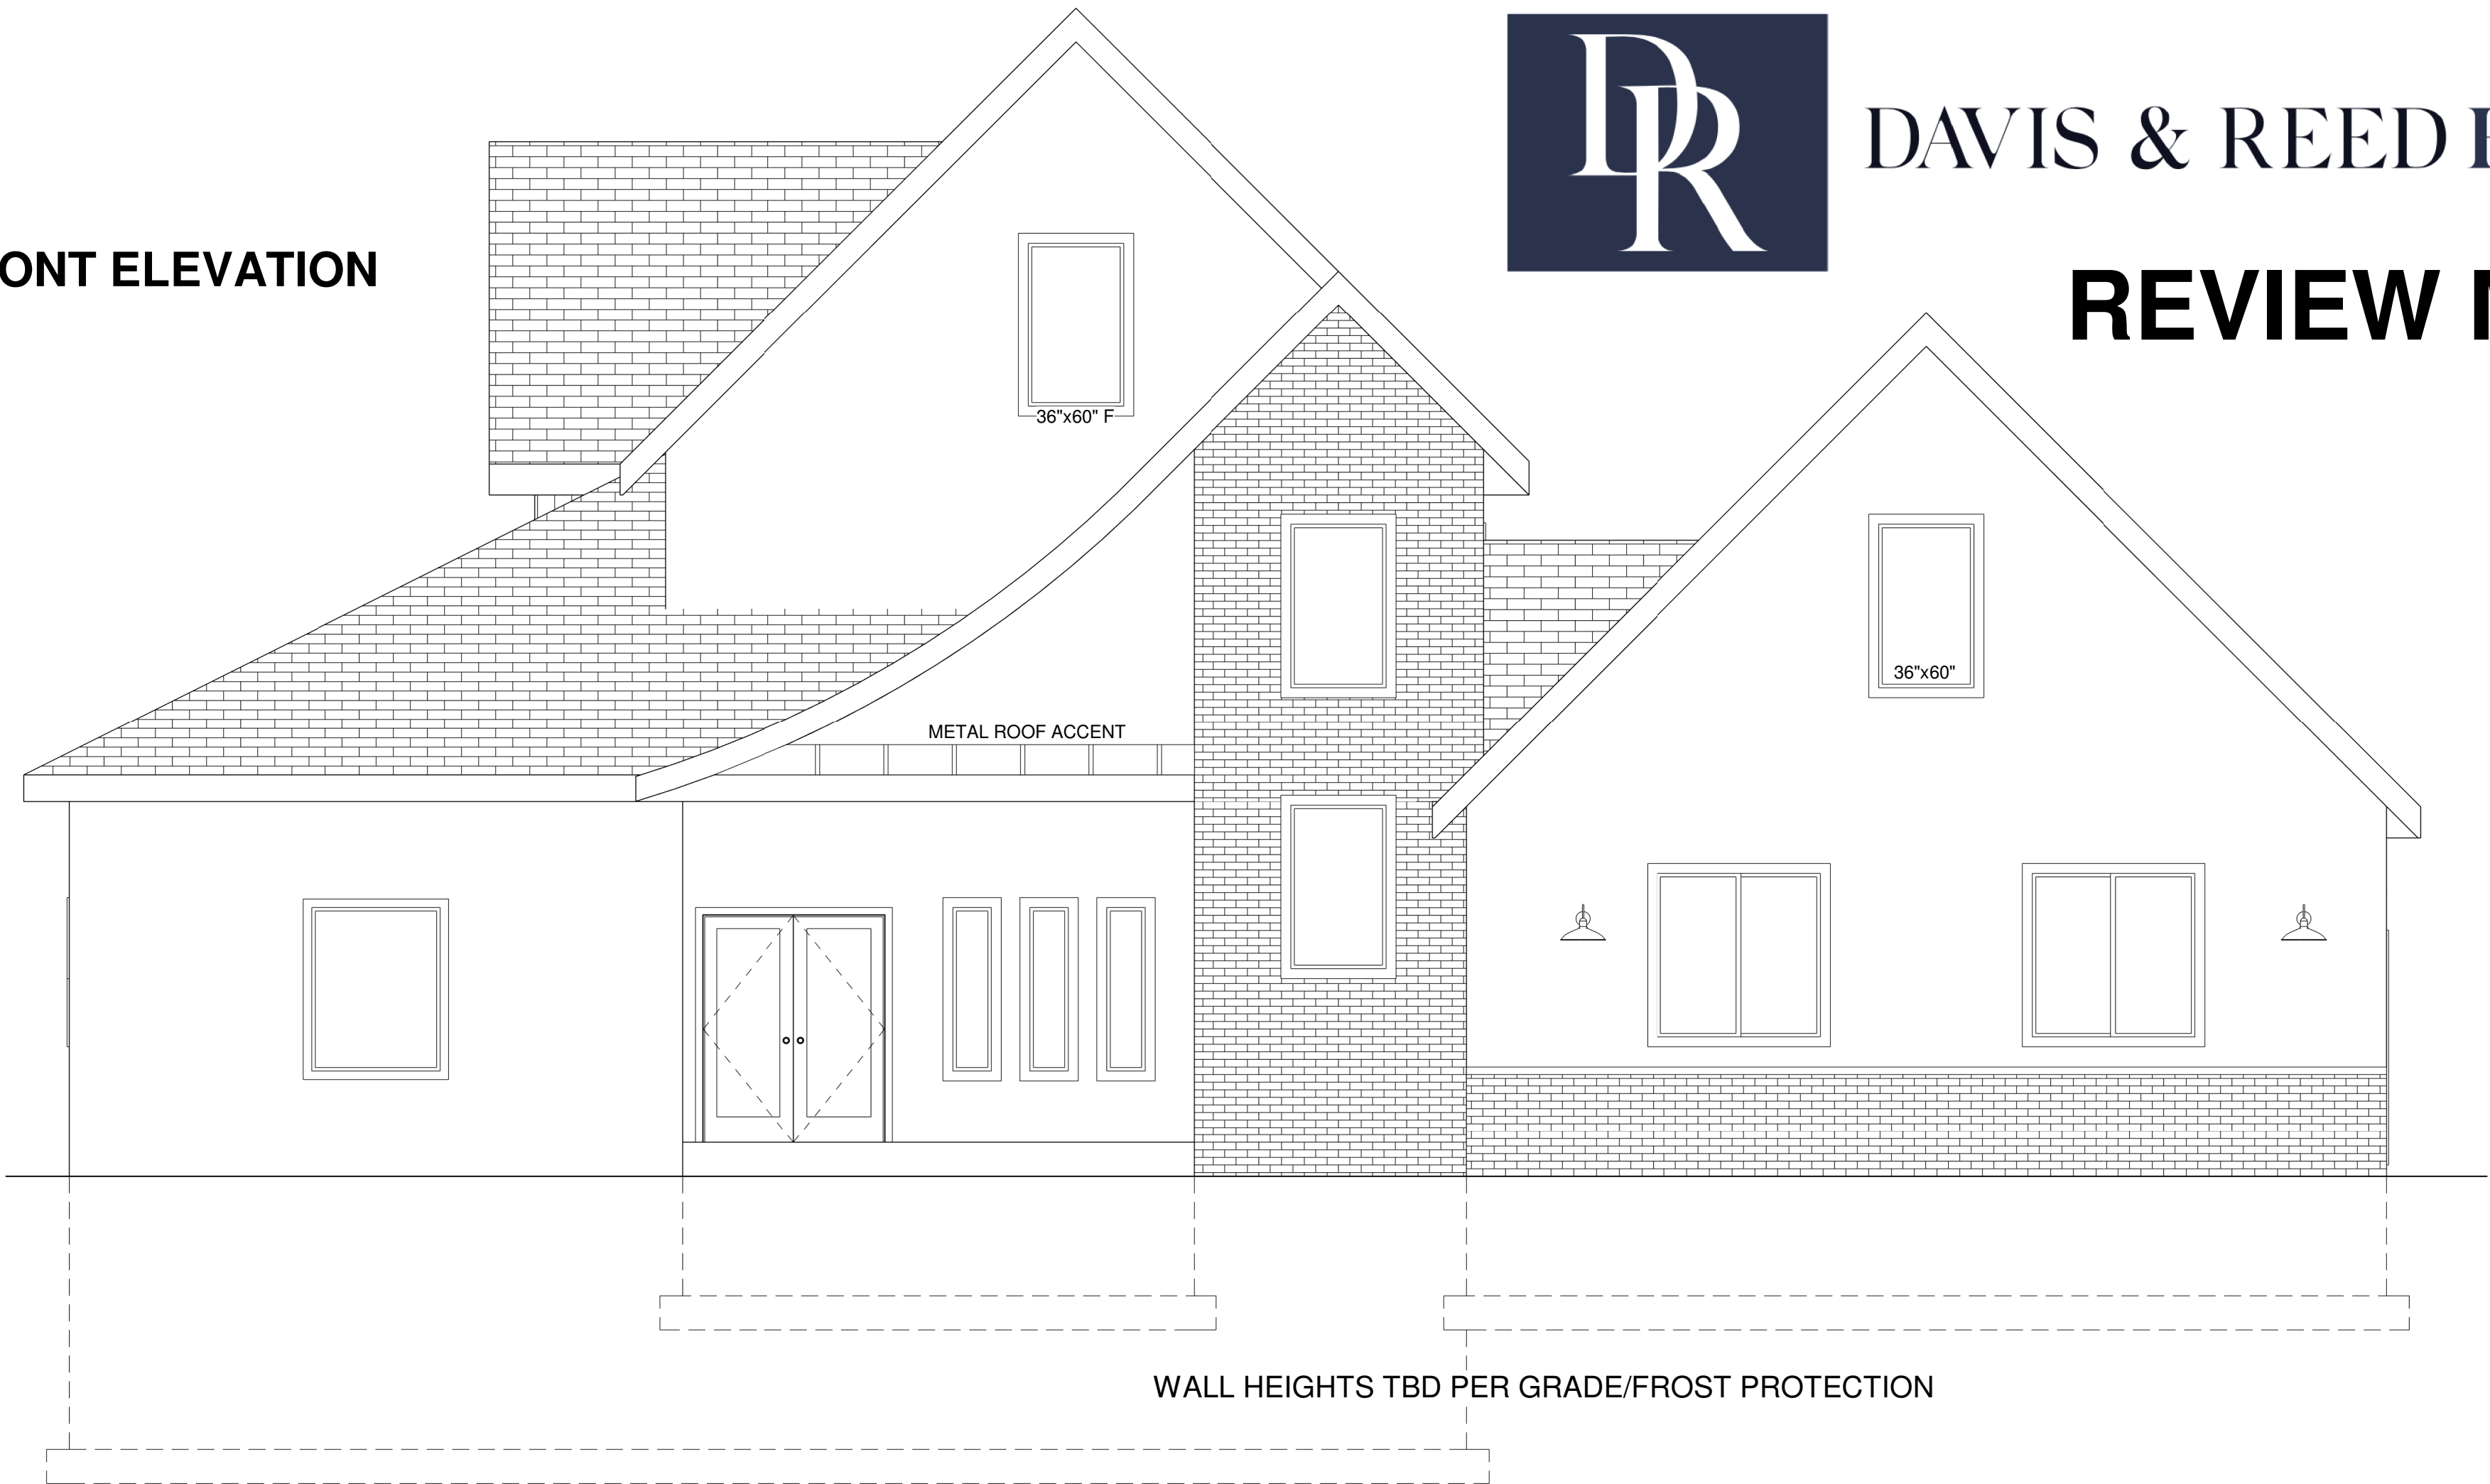 DR
DAVIS & REED
ONT ELEVATION
REVIEW
36"x60" F
36"x60"
METAL ROOF ACCENT
WALL HEIGHTS TBD PER GRADE/FROST PROTECTION